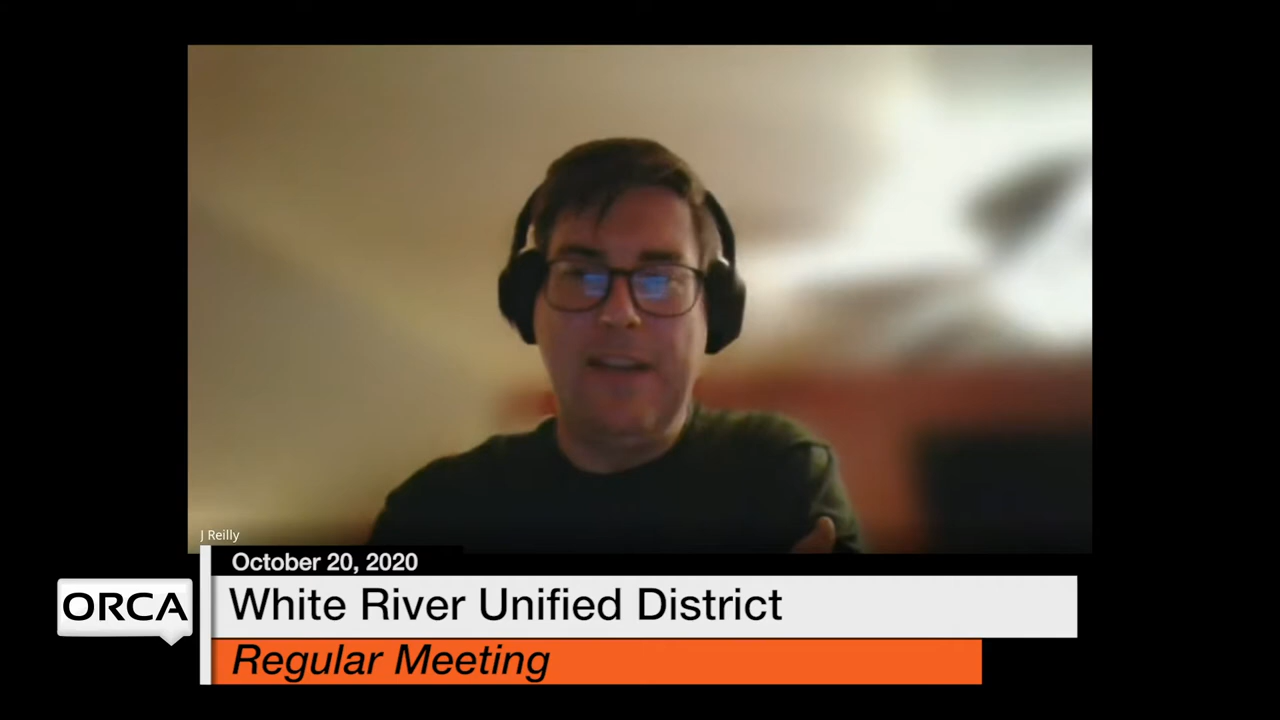 J Reilly
October 20, 2020
ORCA
White River Unified District
Regular Meeting